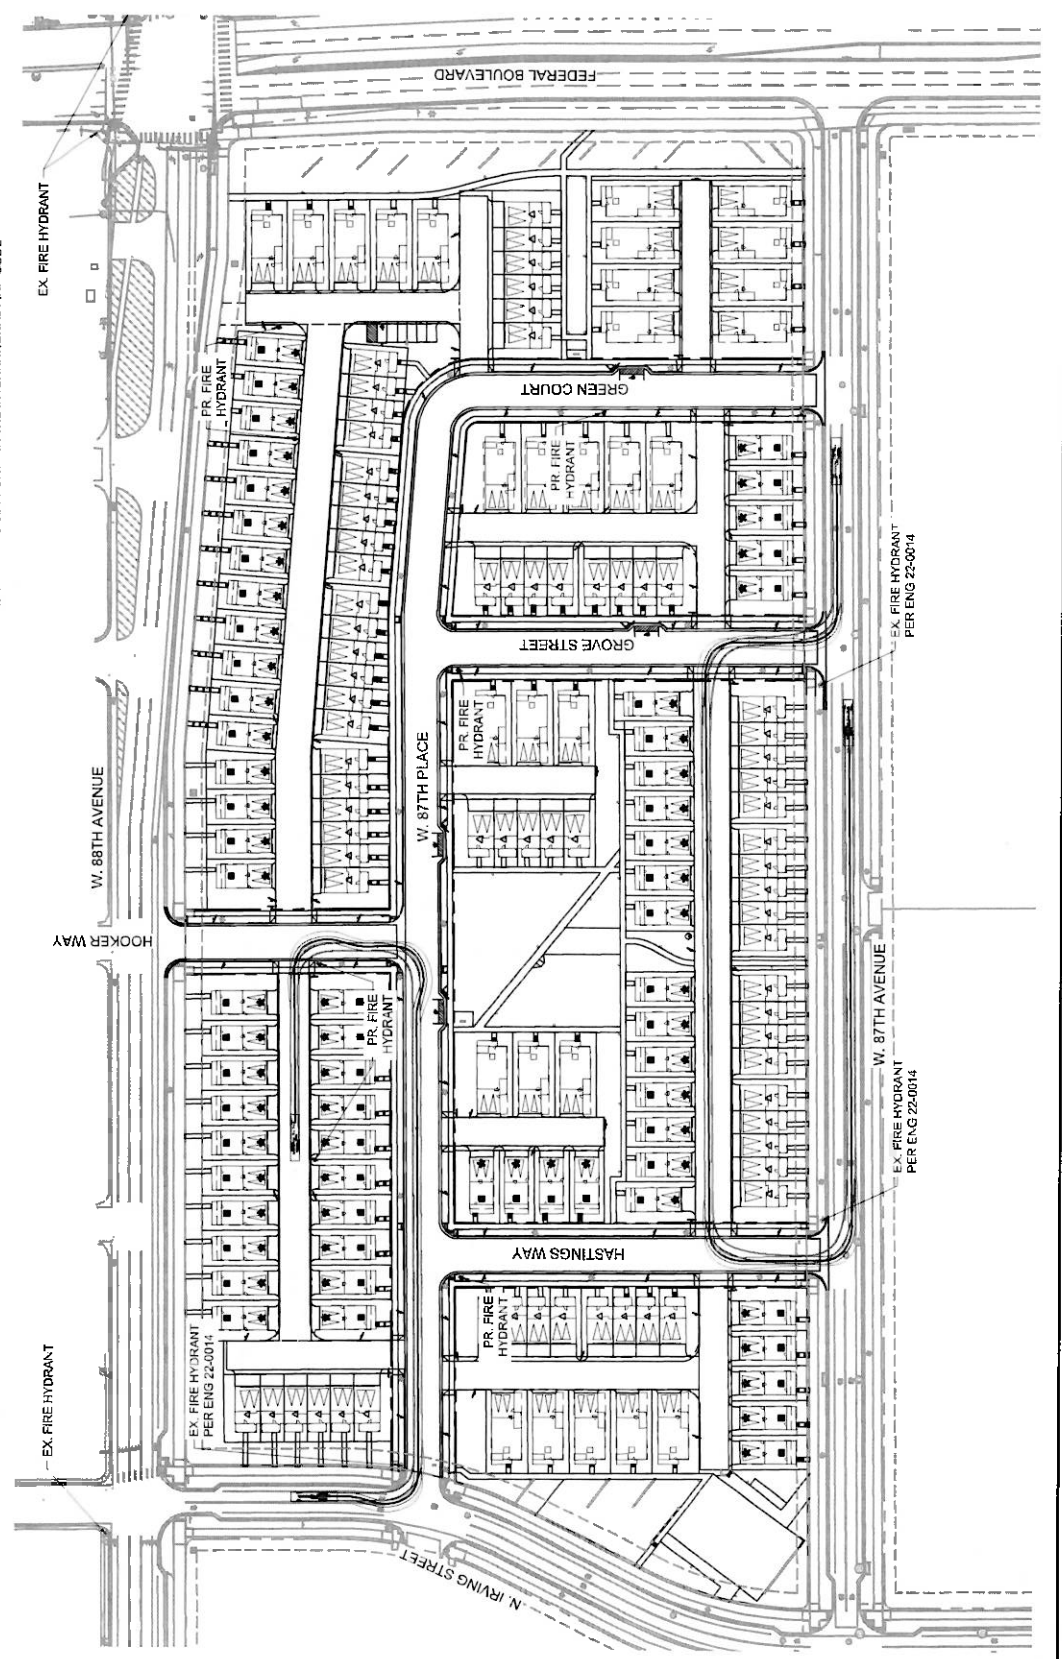 FEDERAL BOULEVARD
EX. FIRE HYDRANT
PR. FIRE
HYDRANT
GREEN COURT
PR. FIRE
HYDRANT
EX. FIRE HYDRANT
PER ENG 22-0014
GROVE STREET
PR. FIRE
HYDRANT
W. 87TH PLACE
W. 88TH AVENUE
HOOKER WAY
PR. FIRE
HYDRANT
W. 87TH AVENUE
EX. FIRE HYDRANT
PER ENG 22-0014
HASTINGS WAY
PR. FIRE
HYDRANT
EX. FIRE HYDRANT
PER ENG 22-0014
EX. FIRE HYDRANT
N. IRVING STREET